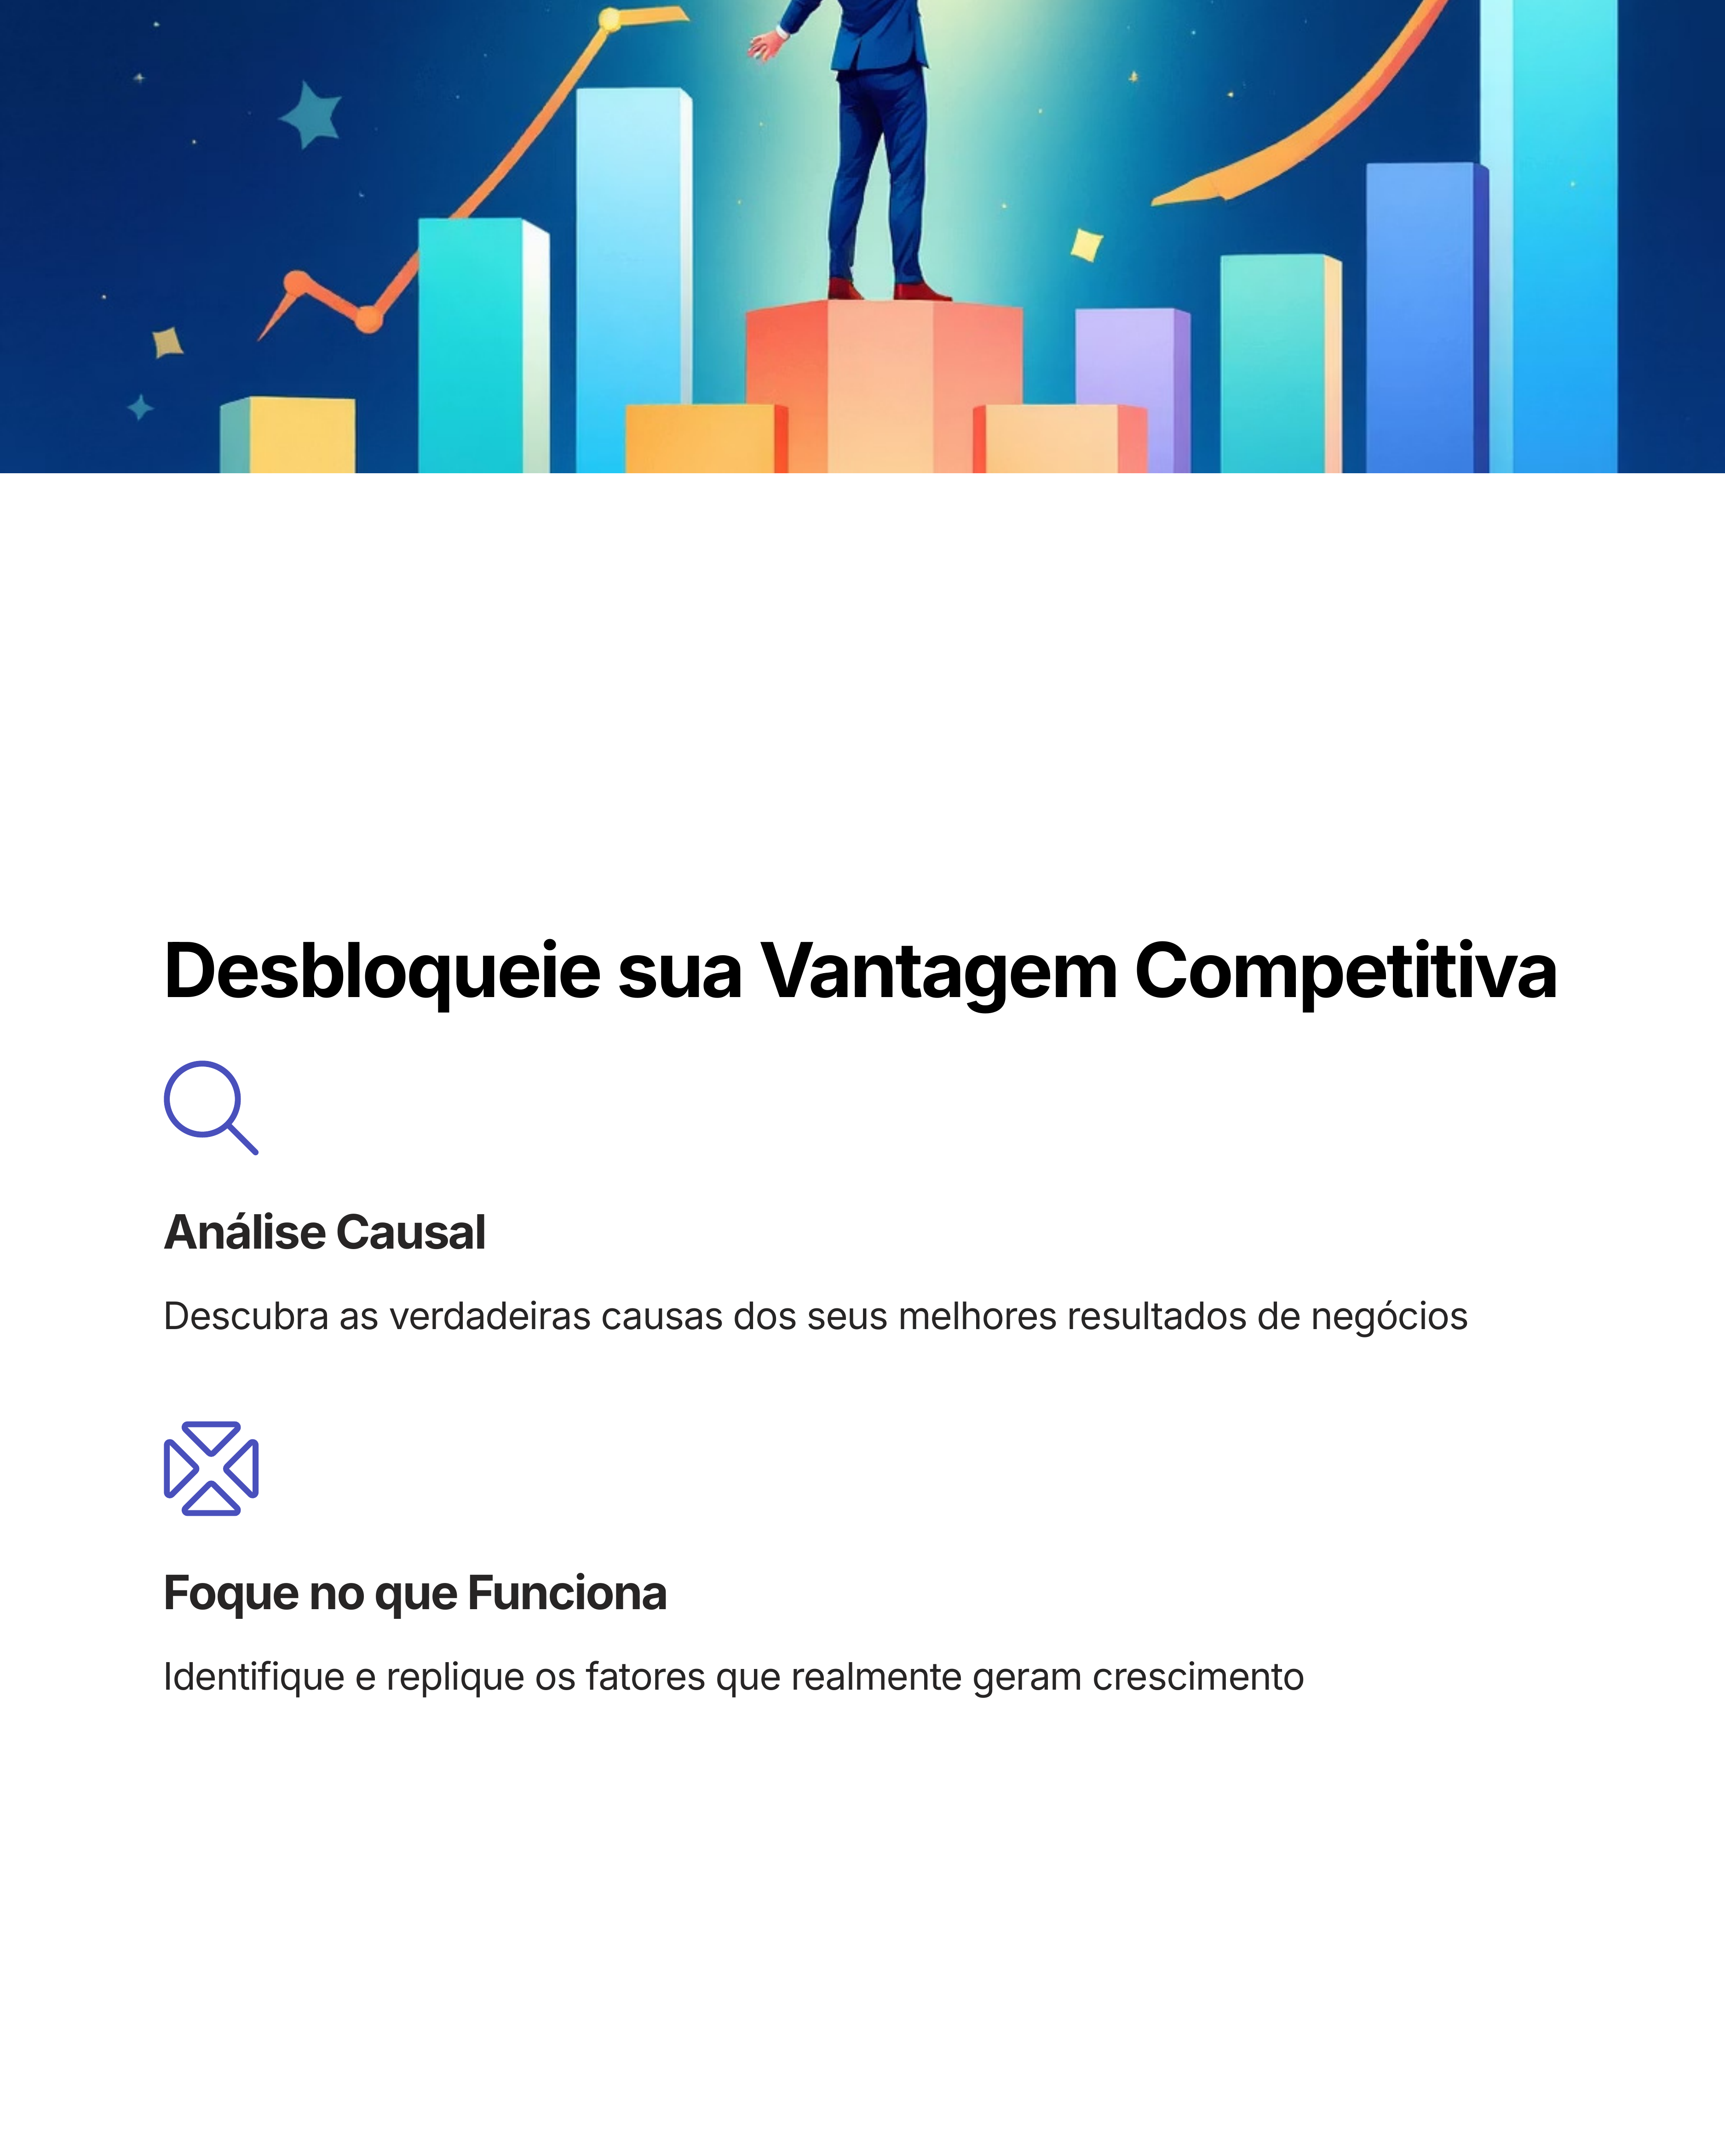 Desbloqueie sua Vantagem Competitiva
Análise Causal
Descubra as verdadeiras causas dos seus melhores resultados de negócios
Foque no que Funciona
Identifique e replique os fatores que realmente geram crescimento